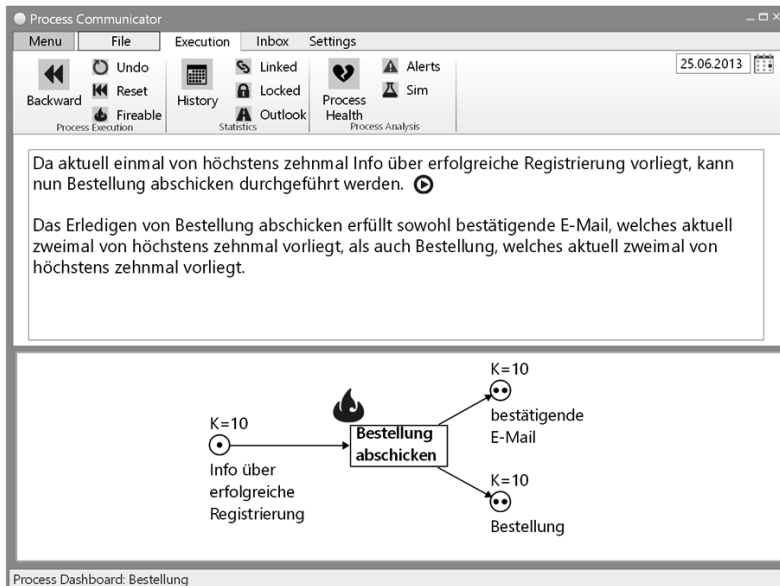 Process Communicator
Menu File Execution Inbox Settings
25.06.2013
Backward
Undo
Reset
Fireable
Process Execution
History
Linked
Locked
Outlook
Statistics
Process
Health
Alerts
Sim
Process Analysis
Da aktuell einmal von höchstens zehnmal Info über erfolgreiche Registrierung vorliegt, kann
nun Bestellung abschicken durchgeführt werden.
Das Erledigen von Bestellung abschicken erfüllt sowohl bestätigende E-Mail, welches aktuell
zweimal von höchstens zehnmal vorliegt, als auch Bestellung, welches aktuell zweimal von
höchstens zehnmal vorliegt.
K=10
Info über
erfolgreiche
Registrierung
Bestellung
abschicken
K=10
bestätigende
E-Mail
K=10
Bestellung
Process Dashboard: Bestellung